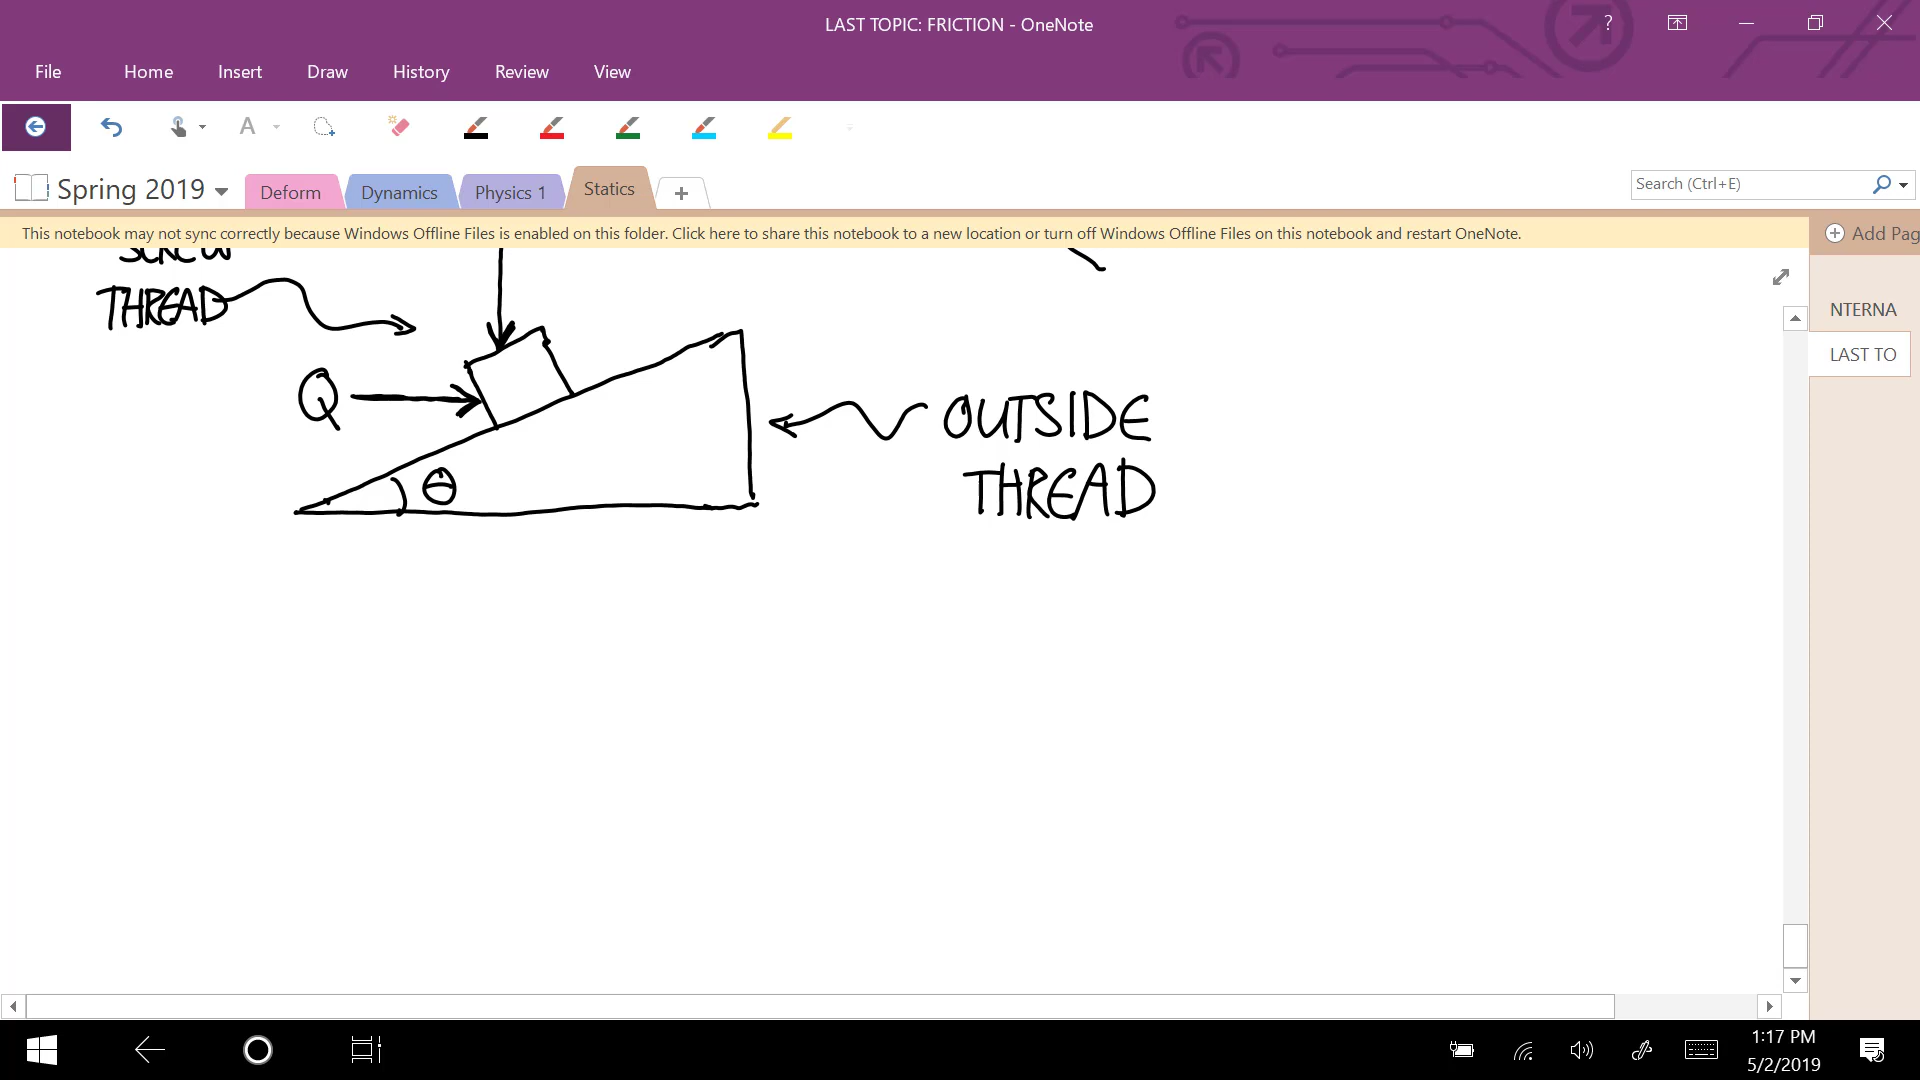 LAST TOPIC: FRICTION - OneNote
?
File Home Insert Draw History Review View
A
Spring 2019 Deform Dynamics Physics 1 Statics +
Search (Ctrl+E)
This notebook may not sync correctly because Windows Offline Files is enabled on this folder. Click here to share this notebook to a new location or turn off Windows Offline Files on this notebook and restart OneNote.
Add Pag
NTERNA
LAST TO
SCREW
THREAD
Q
θ
OUTSIDE
THREAD
1:17 PM
5/2/2019